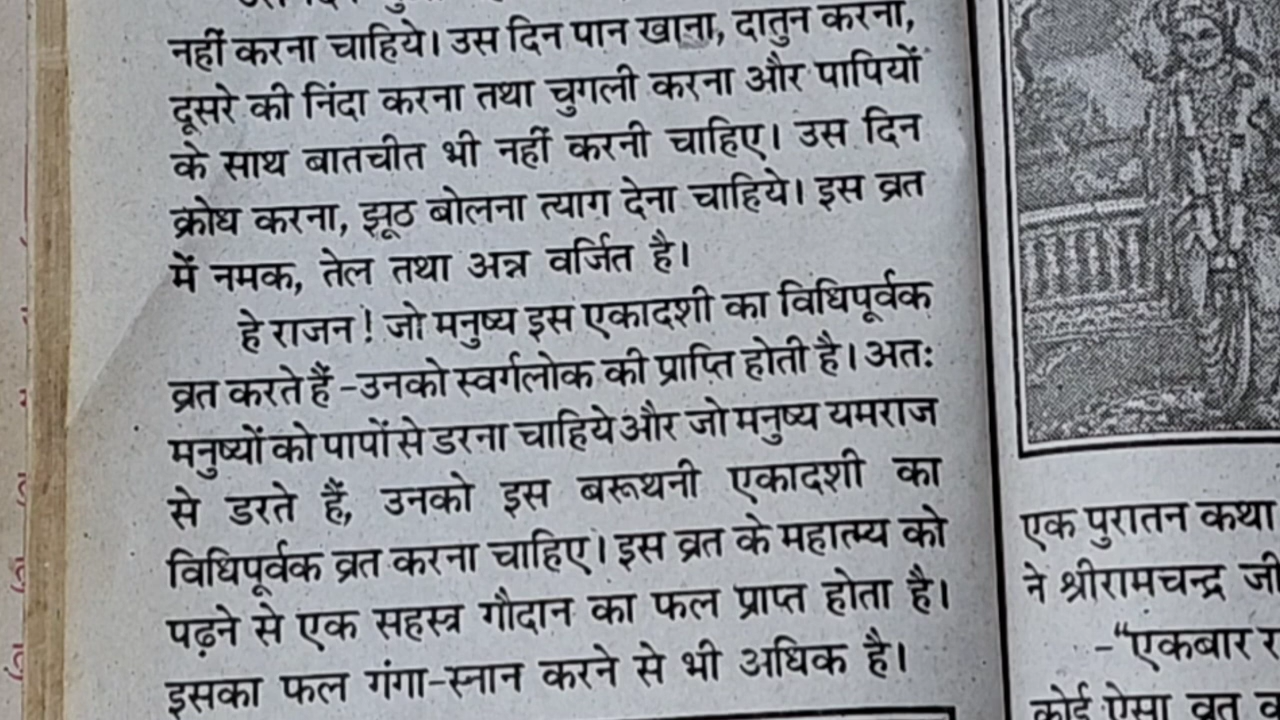 नहीं करना चाहिये। उस दिन पान खाना, दातुन करना,
दूसरे की निंदा करना तथा चुगली करना और पापियों
के साथ बातचीत भी नहीं करनी चाहिए। उस दिन
क्रोध करना, झूठ बोलना त्याग देना चाहिये। इस व्रत
में नमक, तेल तथा अन्न वर्जित है।
हे राजन! जो मनुष्य इस एकादशी का विधिपूर्वक
व्रत करते हैं -उनको स्वर्गलोक की प्राप्ति होती है। अतः
मनुष्यों को पापों से डरना चाहिये और जो मनुष्य यमराज
से डरते हैं, उनको इस बरूथनी एकादशी का
विधिपूर्वक व्रत करना चाहिए। इस व्रत के महात्म्य को
पढ़ने से एक सहस्त्र गौदान का फल प्राप्त होता है।
इसका फल गंगा-स्नान करने से भी अधिक है।
एक पुरातन कथा
ने श्रीरामचन्द्र जी
-“एकबार
कोई ऐसा व्रत